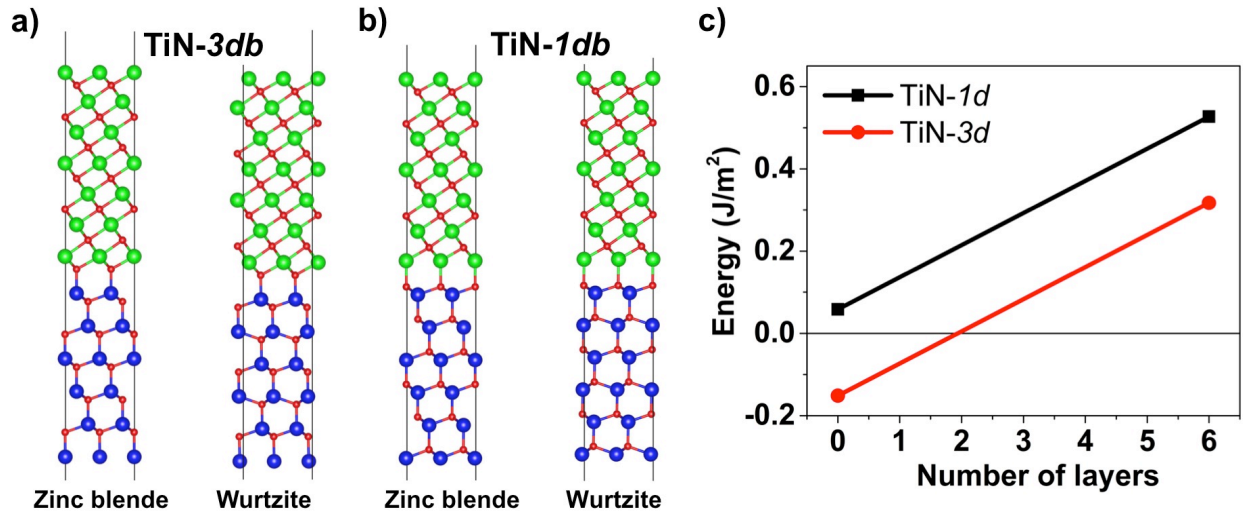 a)
TiN-3db
Zinc blende
Wurtzite
b)
TiN-1db
Zinc blende
Wurtzite
c)
TiN-1d
TiN-3d
Energy (J/m²)
0.6
0.4
0.2
0.0
-0.2
0 1 2 3 4 5 6
Number of layers